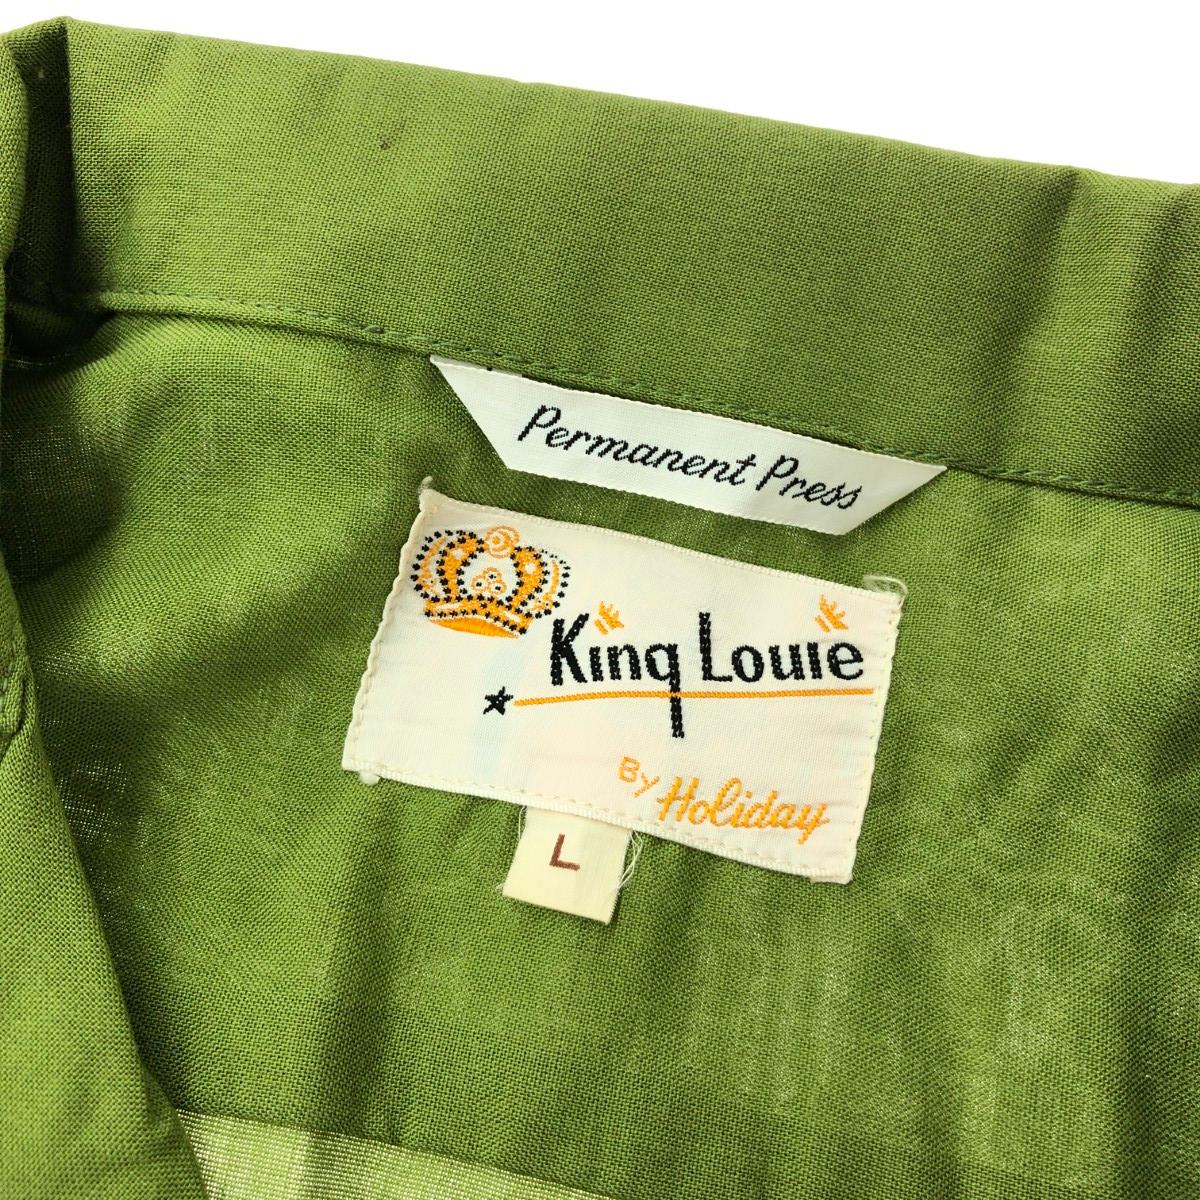 Permanent Press
King Louie
By Holiday
L